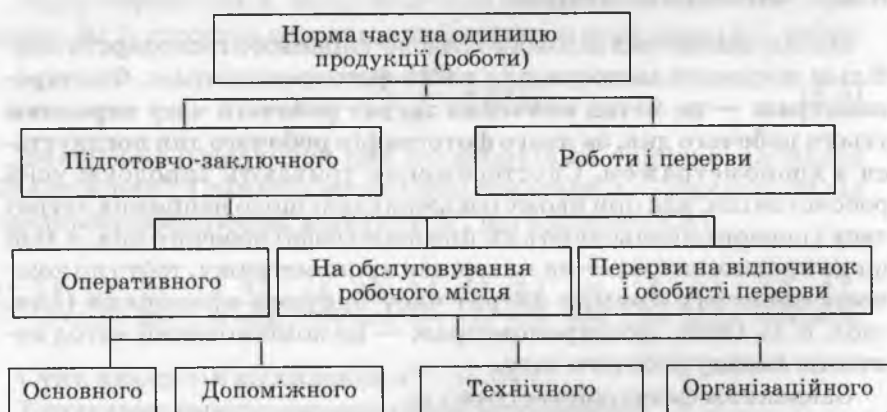 Норма часу на одиницю
продукції (роботи)
Підготовчо-заключного
Роботи і перерви
Оперативного
На обслуговування
робочого місця
Перерви на відпочинок
і особисті перерви
Основного
Допоміжного
Технічного
Організаційного